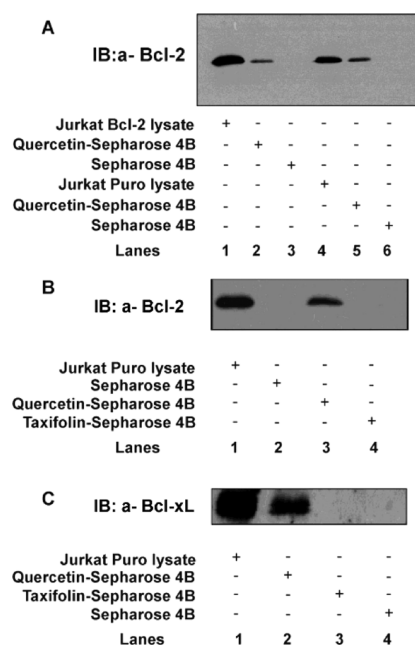 A
IB:a- Bcl-2
Jurkat Bcl-2 lysate + - - - - -
Quercetin-Sepharose 4B - + - - - -
Sepharose 4B - - + - - -
Jurkat Puro lysate - - - + - -
Quercetin-Sepharose 4B - - - - + -
Sepharose 4B - - - - - +
Lanes 1 2 3 4 5 6
B
IB: a- Bcl-2
Jurkat Puro lysate + - - -
Sepharose 4B - + - -
Quercetin-Sepharose 4B - - + -
Taxifolin-Sepharose 4B - - - +
Lanes 1 2 3 4
C
IB: a- Bcl-xL
Jurkat Puro lysate + - - -
Quercetin-Sepharose 4B - + - -
Taxifolin-Sepharose 4B - - + -
Sepharose 4B - - - +
Lanes 1 2 3 4